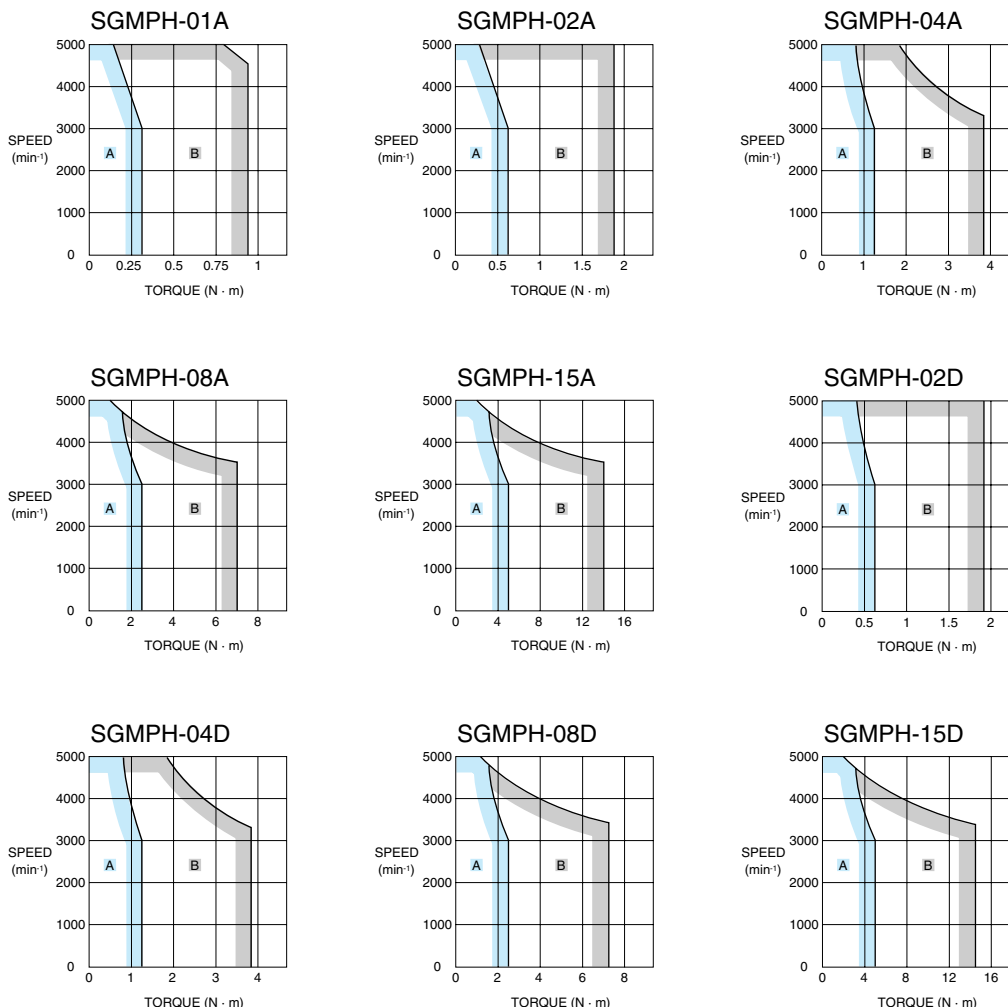 SGMPH-01A
5000
4000
SPEED
(min-1)
3000
2000
1000
0
A
B
0 0.25 0.5 0.75 1
TORQUE (N · m)
SGMPH-02A
5000
4000
SPEED
(min-1)
3000
2000
1000
0
A
B
0 0.5 1 1.5 2
TORQUE (N · m)
SGMPH-04A
5000
4000
SPEED
(min-1)
3000
2000
1000
0
A
B
0 1 2 3 4
TORQUE (N · m)
SGMPH-08A
5000
4000
SPEED
(min-1)
3000
2000
1000
0
A
B
0 2 4 6 8
TORQUE (N · m)
SGMPH-15A
5000
4000
SPEED
(min-1)
3000
2000
1000
0
A
B
0 4 8 12 16
TORQUE (N · m)
SGMPH-02D
5000
4000
SPEED
(min-1)
3000
2000
1000
0
A
B
0 0.5 1 1.5 2
TORQUE (N · m)
SGMPH-04D
5000
4000
SPEED
(min-1)
3000
2000
1000
0
A
B
0 1 2 3 4
TORQUE (N · m)
SGMPH-08D
5000
4000
SPEED
(min-1)
3000
2000
1000
0
A
B
0 2 4 6 8
TORQUE (N · m)
SGMPH-15D
5000
4000
SPEED
(min-1)
3000
2000
1000
0
A
B
0 4 8 12 16
TORQUE (N · m)